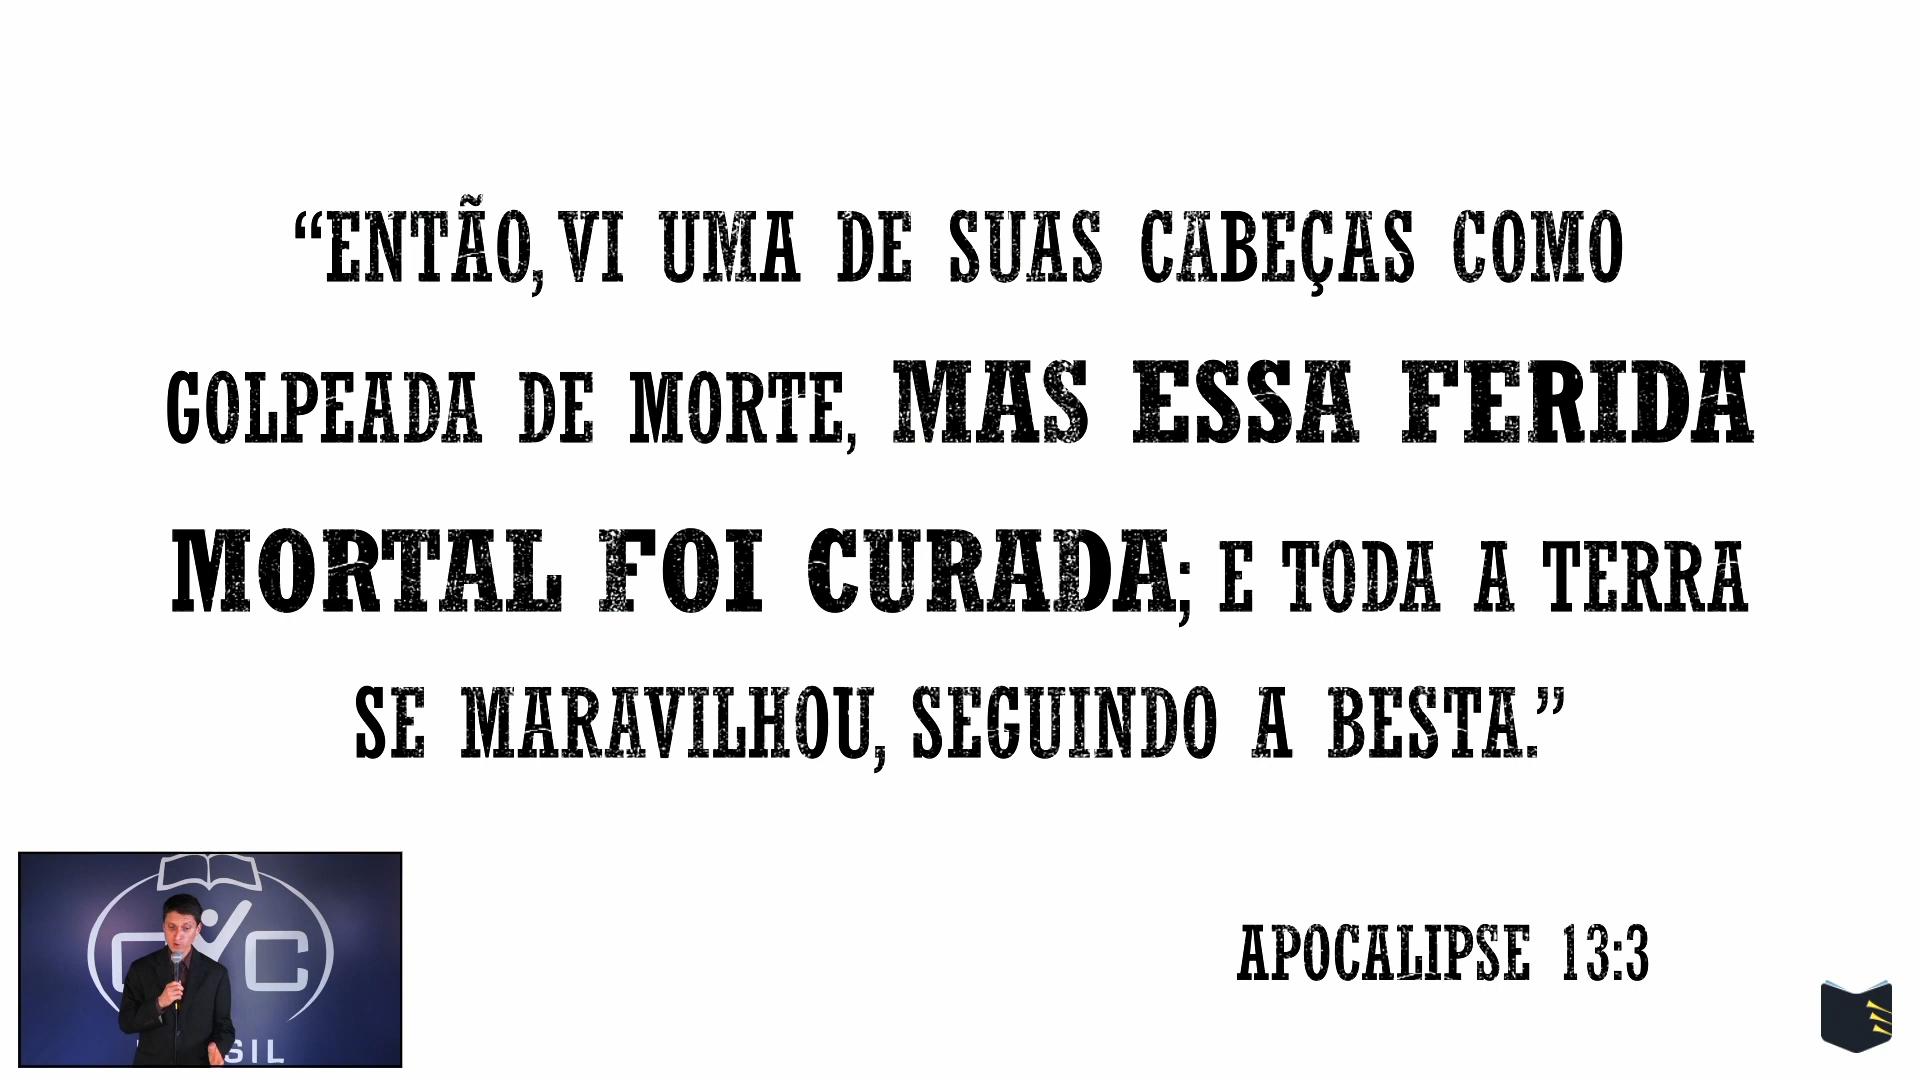 “ENTÃO, VI UMA DE SUAS CABEÇAS COMO
GOLPEADA DE MORTE, MAS ESSA FERIDA
MORTAL FOI CURADA; E TODA A TERRA
SE MARAVILHOU, SEGUINDO A BESTA.”
APOCALIPSE 13:3